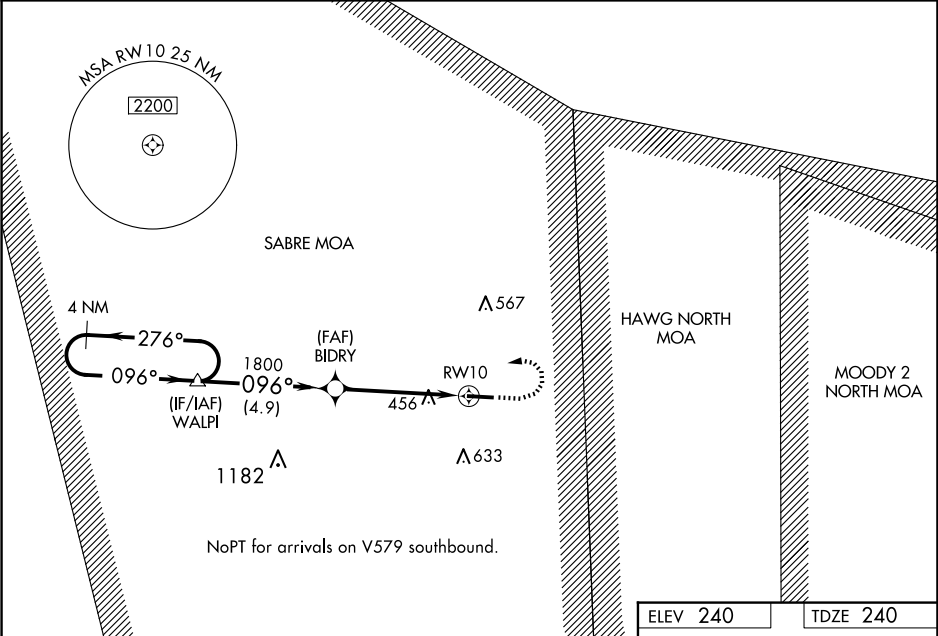 MSA RW10 25 NM
2200
SABRE MOA
4 NM
276°
096°
(IF/IAF)
WALPI
1800
096°
(4.9)
(FAF)
BIDRY
567
RW10
456
633
1182
HAWG NORTH
MOA
MOODY 2
NORTH MOA
NoPT for arrivals on V579 southbound.
ELEV 240
TDZE 240